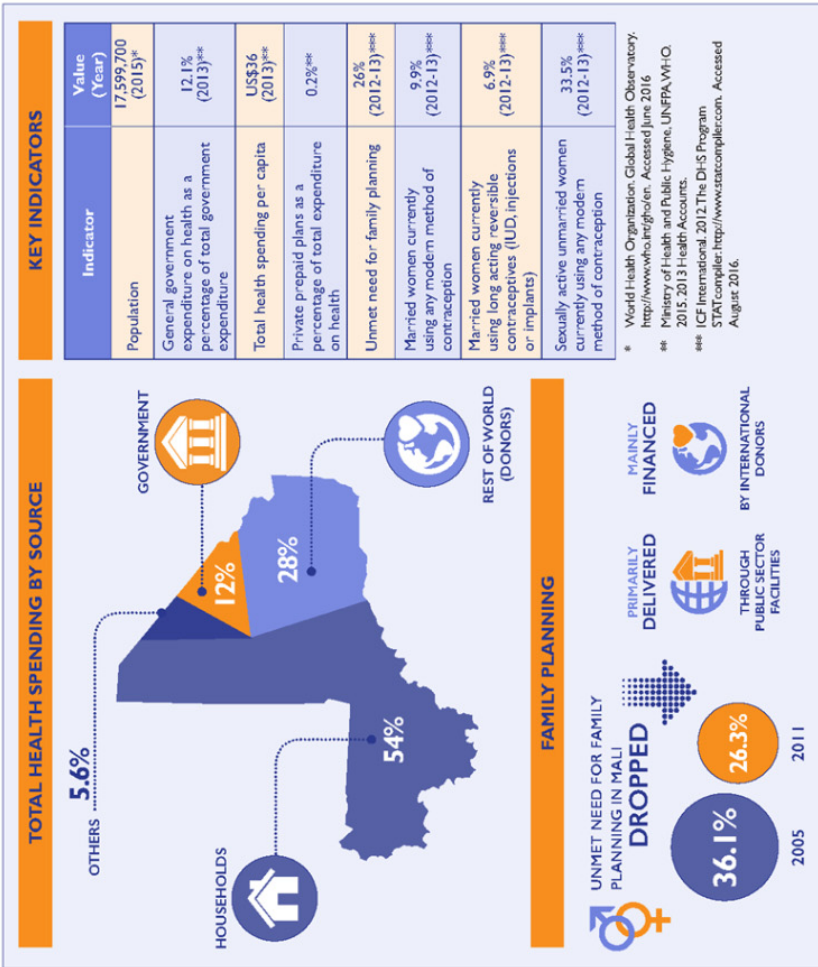 TOTAL HEALTH SPENDING BY SOURCE
OTHERS 5.6%
GOVERNMENT
12%
28%
REST OF WORLD
(DONORS)
HOUSEHOLDS
54%
FAMILY PLANNING
UNMET NEED FOR FAMILY
PLANNING IN MALI
DROPPED
36.1%
26.3%
2005
2011
PRIMARILY
DELIVERED
THROUGH
PUBLIC SECTOR
FACILITIES
MAINLY
FINANCED
BY INTERNATIONAL
DONORS
KEY INDICATORS
Indicator
Value
(Year)
Population
17,599,700
(2015)*
General government
expenditure on health as a
percentage of total government
expenditure
12.1%
(2013)**
Total health spending per capita
US$36
(2013)**
Private prepaid plans as a
percentage of total expenditure
on health
0.2%**
Unmet need for family planning
26%
(2012-13)***
Married women currently
using any modern method of
contraception
9.9%
(2012-13)***
Married women currently
using long acting reversible
contraceptives (IUD, injections
or implants)
6.9%
(2012-13)***
Sexually active unmarried women
currently using any modern
method of contraception
33.5%
(2012-13)***
* World Health Organization. Global Health Observatory.
http://www.who.int/gho/en. Accessed June 2016
** Ministry of Health and Public Hygiene, UNFPA, WHO.
2015. 2013 Health Accounts.
*** ICF International. 2012. The DHS Program
STATcompiler. http://www.statcompiler.com. Accessed
August 2016.